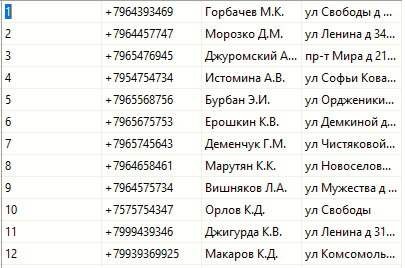 1 +7964393469 Горбачев М.К. ул Свободы д ...
2 +7964457747 Морозко Д.М. ул Ленина д 34...
3 +7965476945 Джуромский А... пр-т Мира д 21...
4 +7954754734 Истомина А.В. ул Софьи Кова...
5 +7965568756 Бурбан Э.И. ул Ордженики...
6 +7965675753 Ерошкин К.В. ул Демкиной д...
7 +7965745643 Деменчук Г.М. ул Чистяковой...
8 +7964658461 Марутян К.К. ул Новоселов...
9 +7964575734 Вишняков Л.А. ул Мужества д ...
10 +7575754347 Орлов К.Д. ул Свободы
11 +7999439346 Джигурда К.В. ул Ленина д 31...
12 +79939369925 Макаров К.Д. ул Комсомоль...